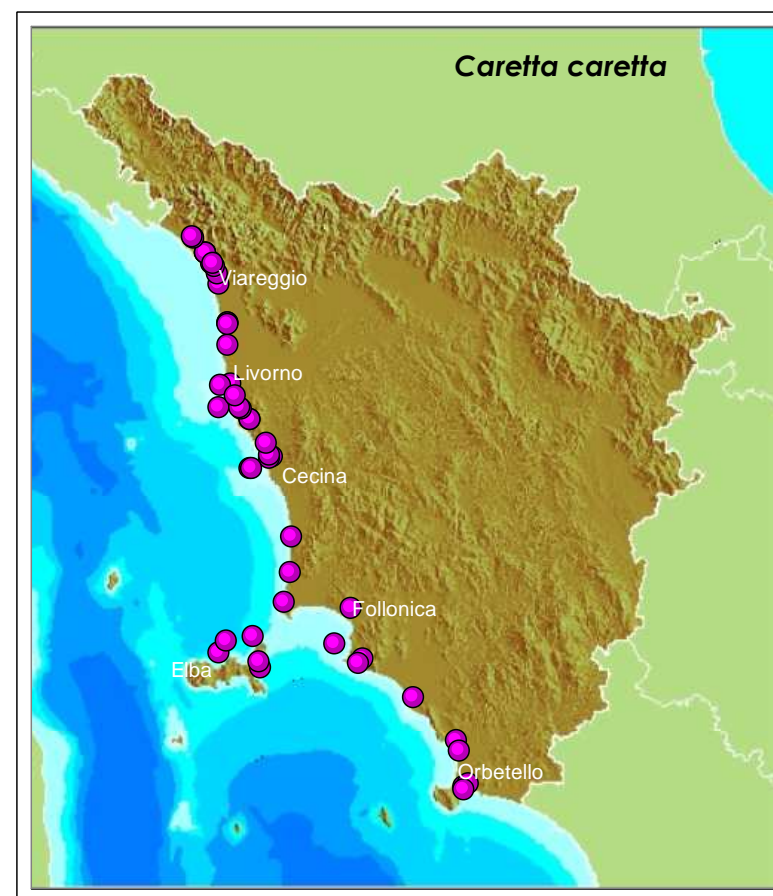 Caretta caretta
Viareggio
Livorno
Cecina
Follonica
Elba
Orbetello